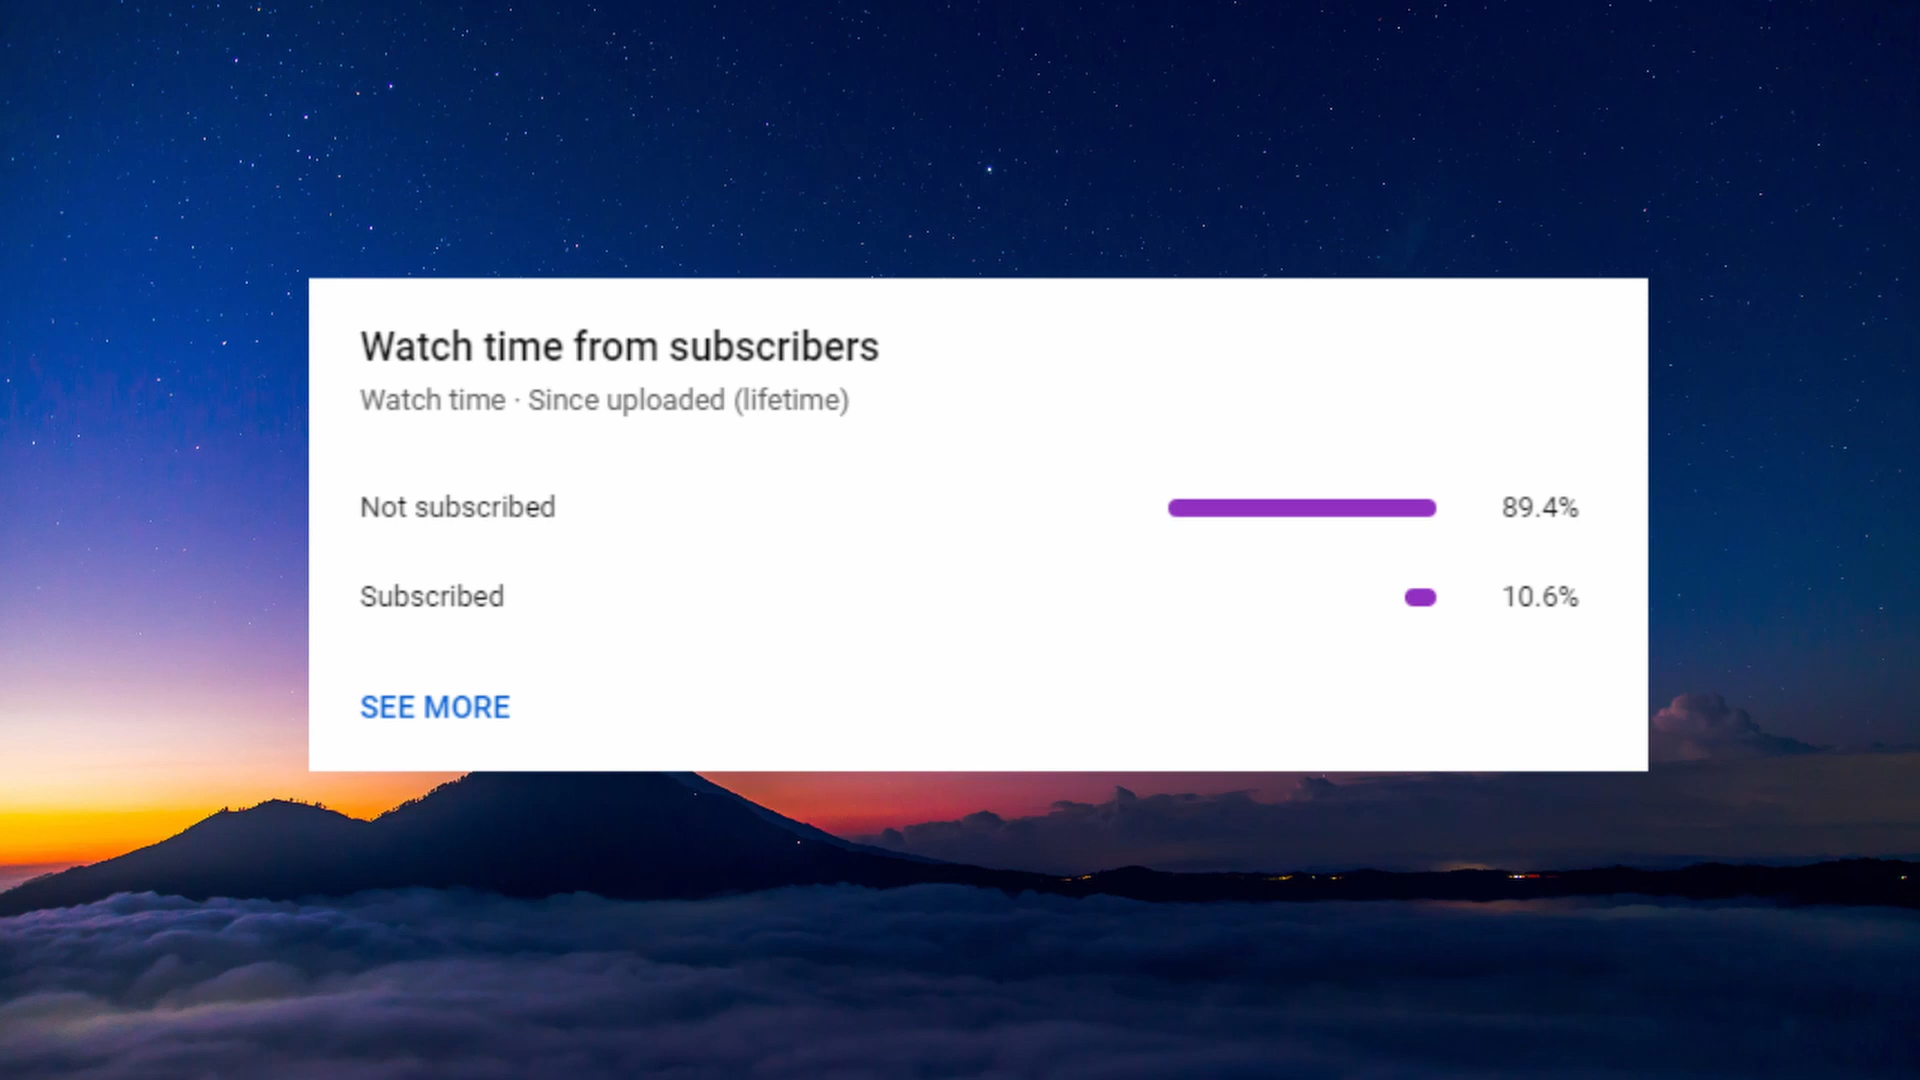 Watch time from subscribers
Watch time · Since uploaded (lifetime)
Not subscribed 89.4%
Subscribed 10.6%
SEE MORE